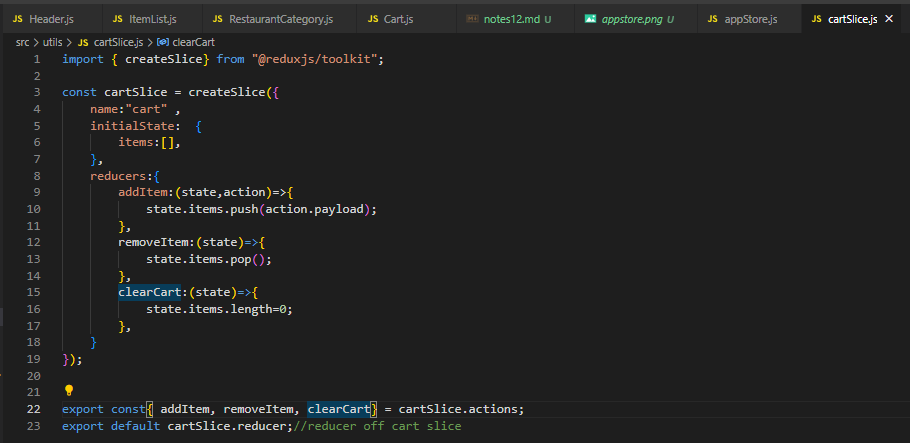 JS Header.js JS ItemList.js JS RestaurantCategory.js JS Cart.js notes12.md U appstore.png U JS appStore.js JS cartSlice.js ×
src > utils > JS cartSlice.js > clearCart
1 import { createSlice} from "@reduxjs/toolkit";
2
3 const cartSlice = createSlice({
4     name:"cart" ,
5     initialState:  {
6         items:[],
7     },
8     reducers:{
9         addItem:(state,action)=>{
10             state.items.push(action.payload);
11         },
12         removeItem:(state)=>{
13             state.items.pop();
14         },
15         clearCart:(state)=>{
16             state.items.length=0;
17         },
18     }
19 });
20
21
22 export const{ addItem, removeItem, clearCart} = cartSlice.actions;
23 export default cartSlice.reducer;//reducer off cart slice